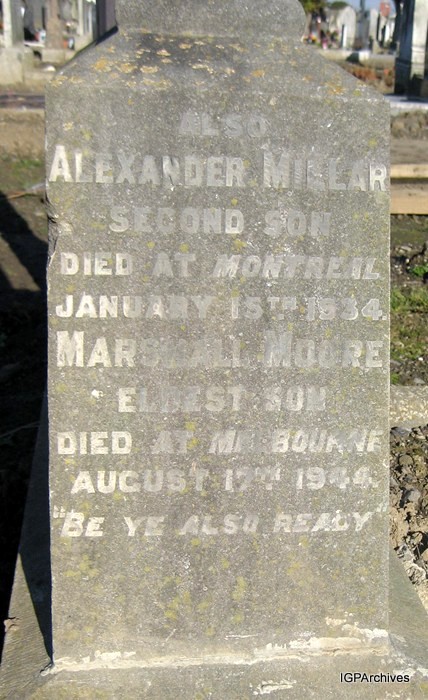 ALSO
ALEXANDER MILLAR
SECOND SON
DIED AT MONTREAL
JANUARY 15TH 1934.
MARSHALL MOORE
ELDEST SON
DIED AT MELBOURNE
AUGUST 17TH 1944.
"BE YE ALSO READY"
IGPArchives